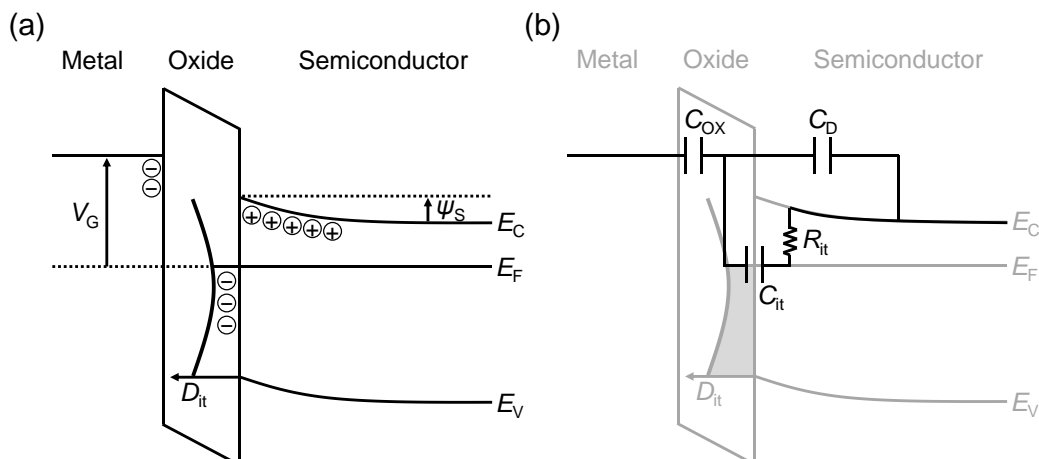 (a)
Metal Oxide Semiconductor
V_G
ψ_S
E_C
E_F
D_it
E_V
(b)
Metal Oxide Semiconductor
C_OX C_D
R_it
E_C
E_F
C_it
D_it
E_V